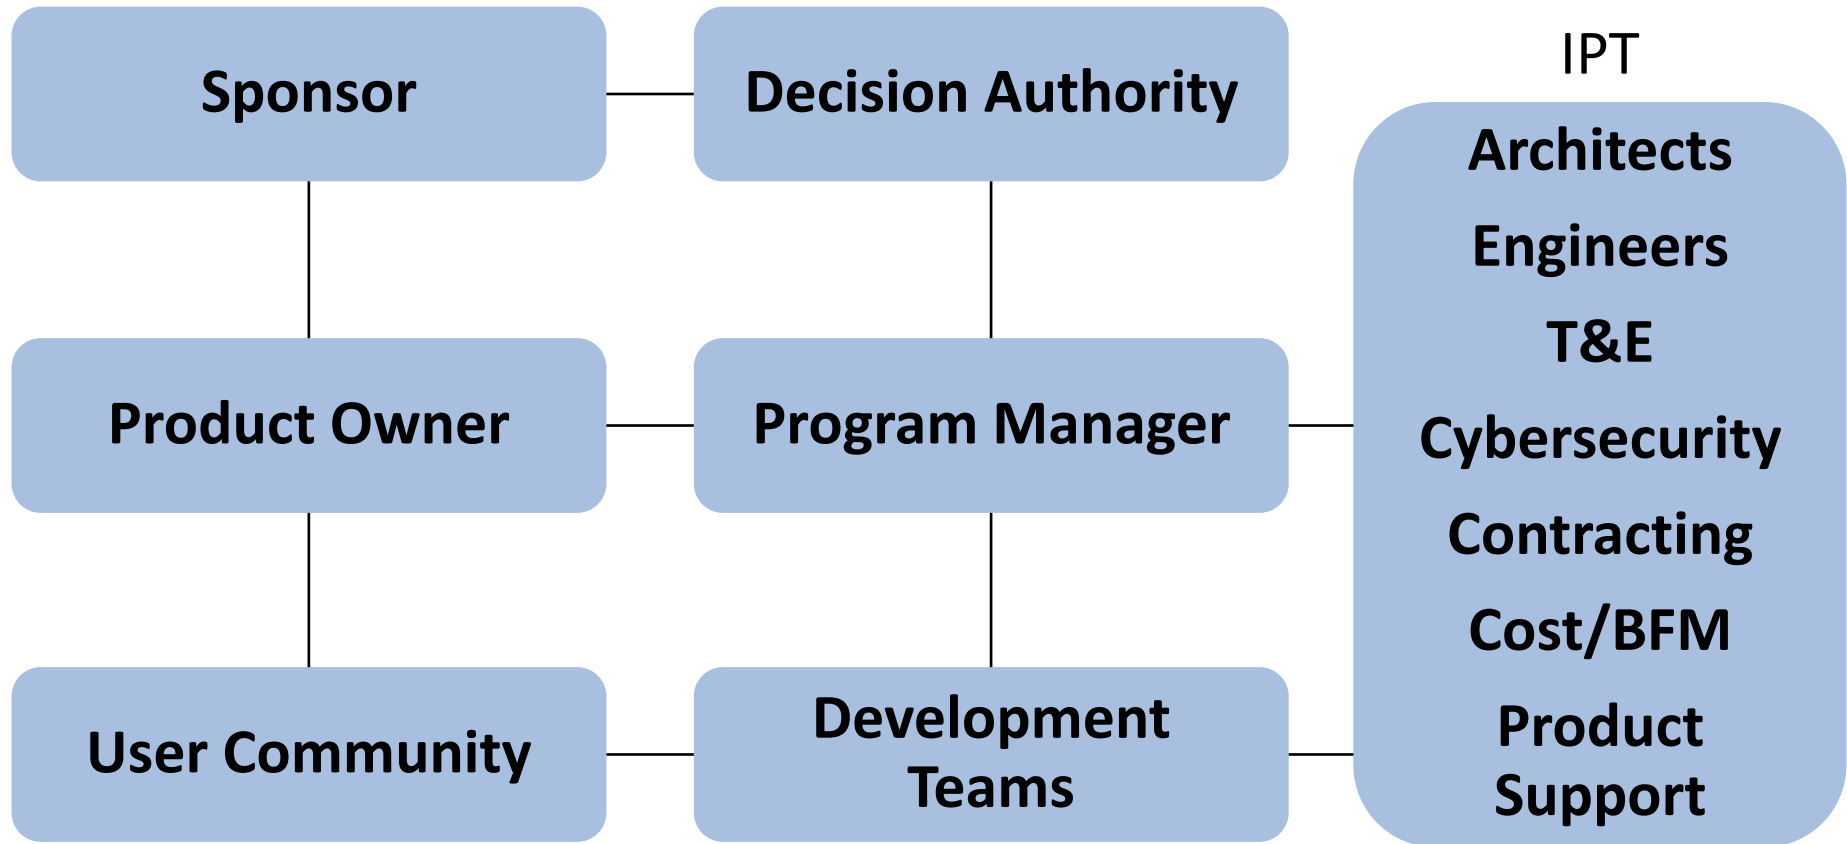 Sponsor
Decision Authority
Product Owner
Program Manager
User Community
Development
Teams
IPT
Architects
Engineers
T&E
Cybersecurity
Contracting
Cost/BFM
Product
Support